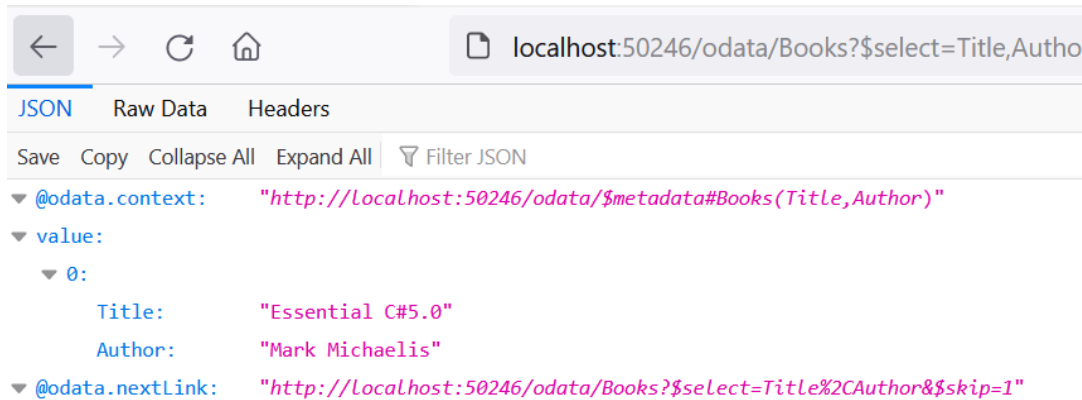 localhost:50246/odata/Books?$select=Title,Autho
JSON Raw Data Headers
Save Copy Collapse All Expand All Filter JSON
@odata.context: "http://localhost:50246/odata/$metadata#Books(Title,Author)"
value:
0:
Title: "Essential C#5.0"
Author: "Mark Michaelis"
@odata.nextLink: "http://localhost:50246/odata/Books?$select=Title%2CAuthor&$skip=1"